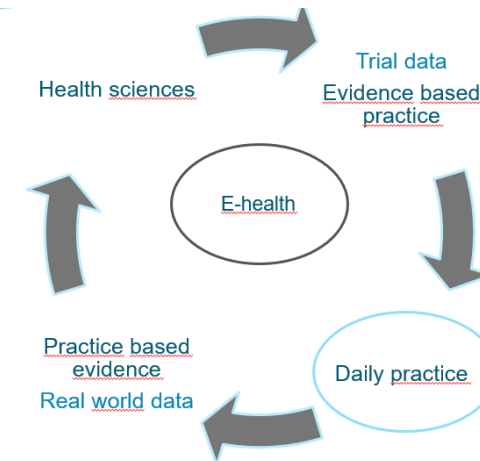 Trial data
Health sciences
Evidence based
practice
E-health
Practice based
evidence
Daily practice
Real world data